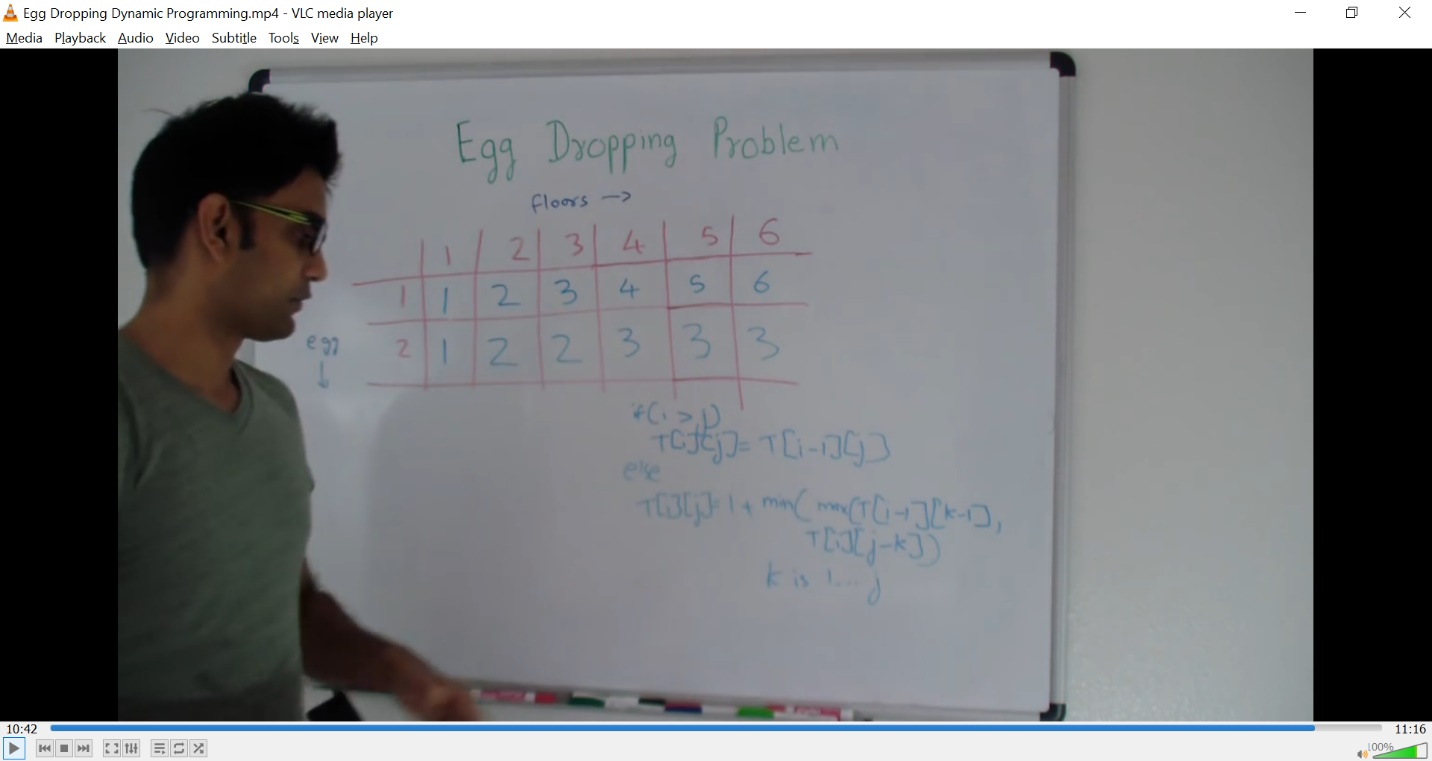 Egg Dropping Dynamic Programming.mp4 - VLC media player
Media Playback Audio Video Subtitle Tools View Help
Egg Dropping Problem
floors →
1 2 3 4 5 6
1 1 2 3 4 5 6
egg 2 1 2 2 3 3 3
↓
if(i > j)
T[i][j] = T[i-1][j]
else
T[i][j] = 1 + min( max(T[i-1][k-1],
T[i][j-k])
k is 1... j
10:42 11:16
100%